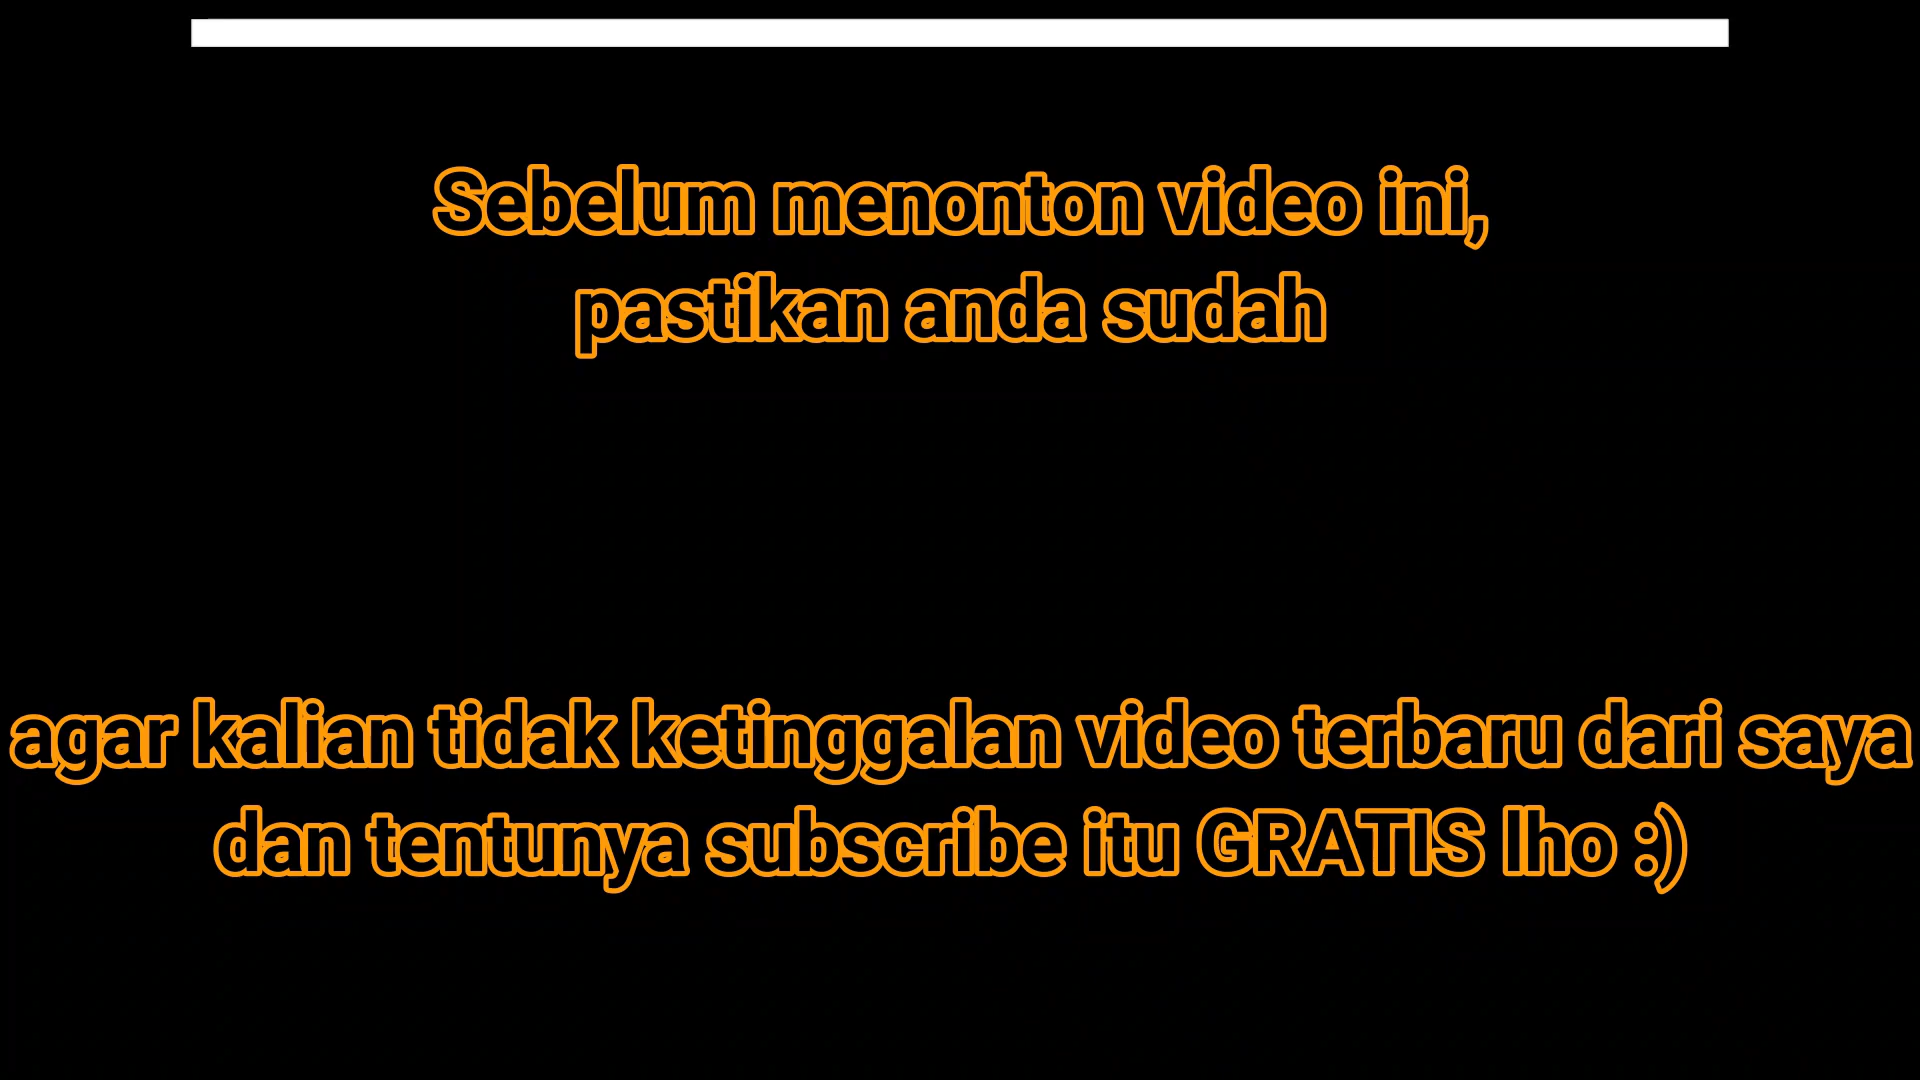 Sebelum menonton video ini,
pastikan anda sudah
agar kalian tidak ketinggalan video terbaru dari saya
dan tentunya subscribe itu GRATIS lho :)